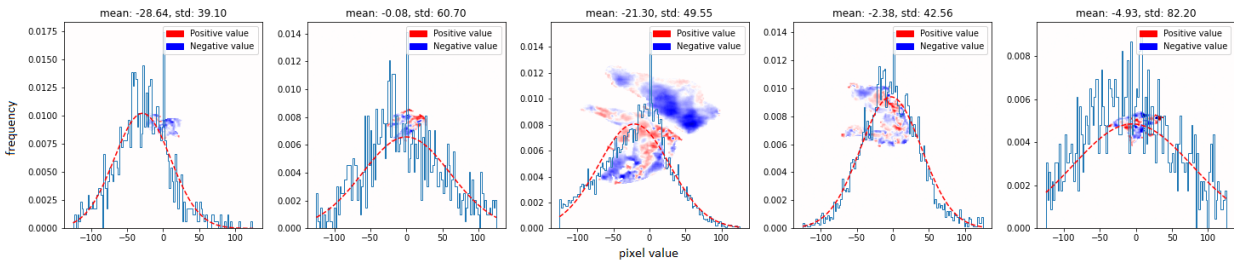 mean: -28.64, std: 39.10
mean: -0.08, std: 60.70
mean: -21.30, std: 49.55
mean: -2.38, std: 42.56
mean: -4.93, std: 82.20
frequency
0.0175
0.0150
0.0125
0.0100
0.0075
0.0050
0.0025
0.0000
Positive value
Negative value
-100 -50 0 50 100
0.014
0.012
0.010
0.008
0.006
0.004
0.002
0.000
Positive value
Negative value
-100 -50 0 50 100
0.014
0.012
0.010
0.008
0.006
0.004
0.002
0.000
Positive value
Negative value
-100 -50 0 50 100
0.014
0.012
0.010
0.008
0.006
0.004
0.002
0.000
Positive value
Negative value
-100 -50 0 50 100
0.008
0.006
0.004
0.002
0.000
Positive value
Negative value
-100 -50 0 50 100
pixel value